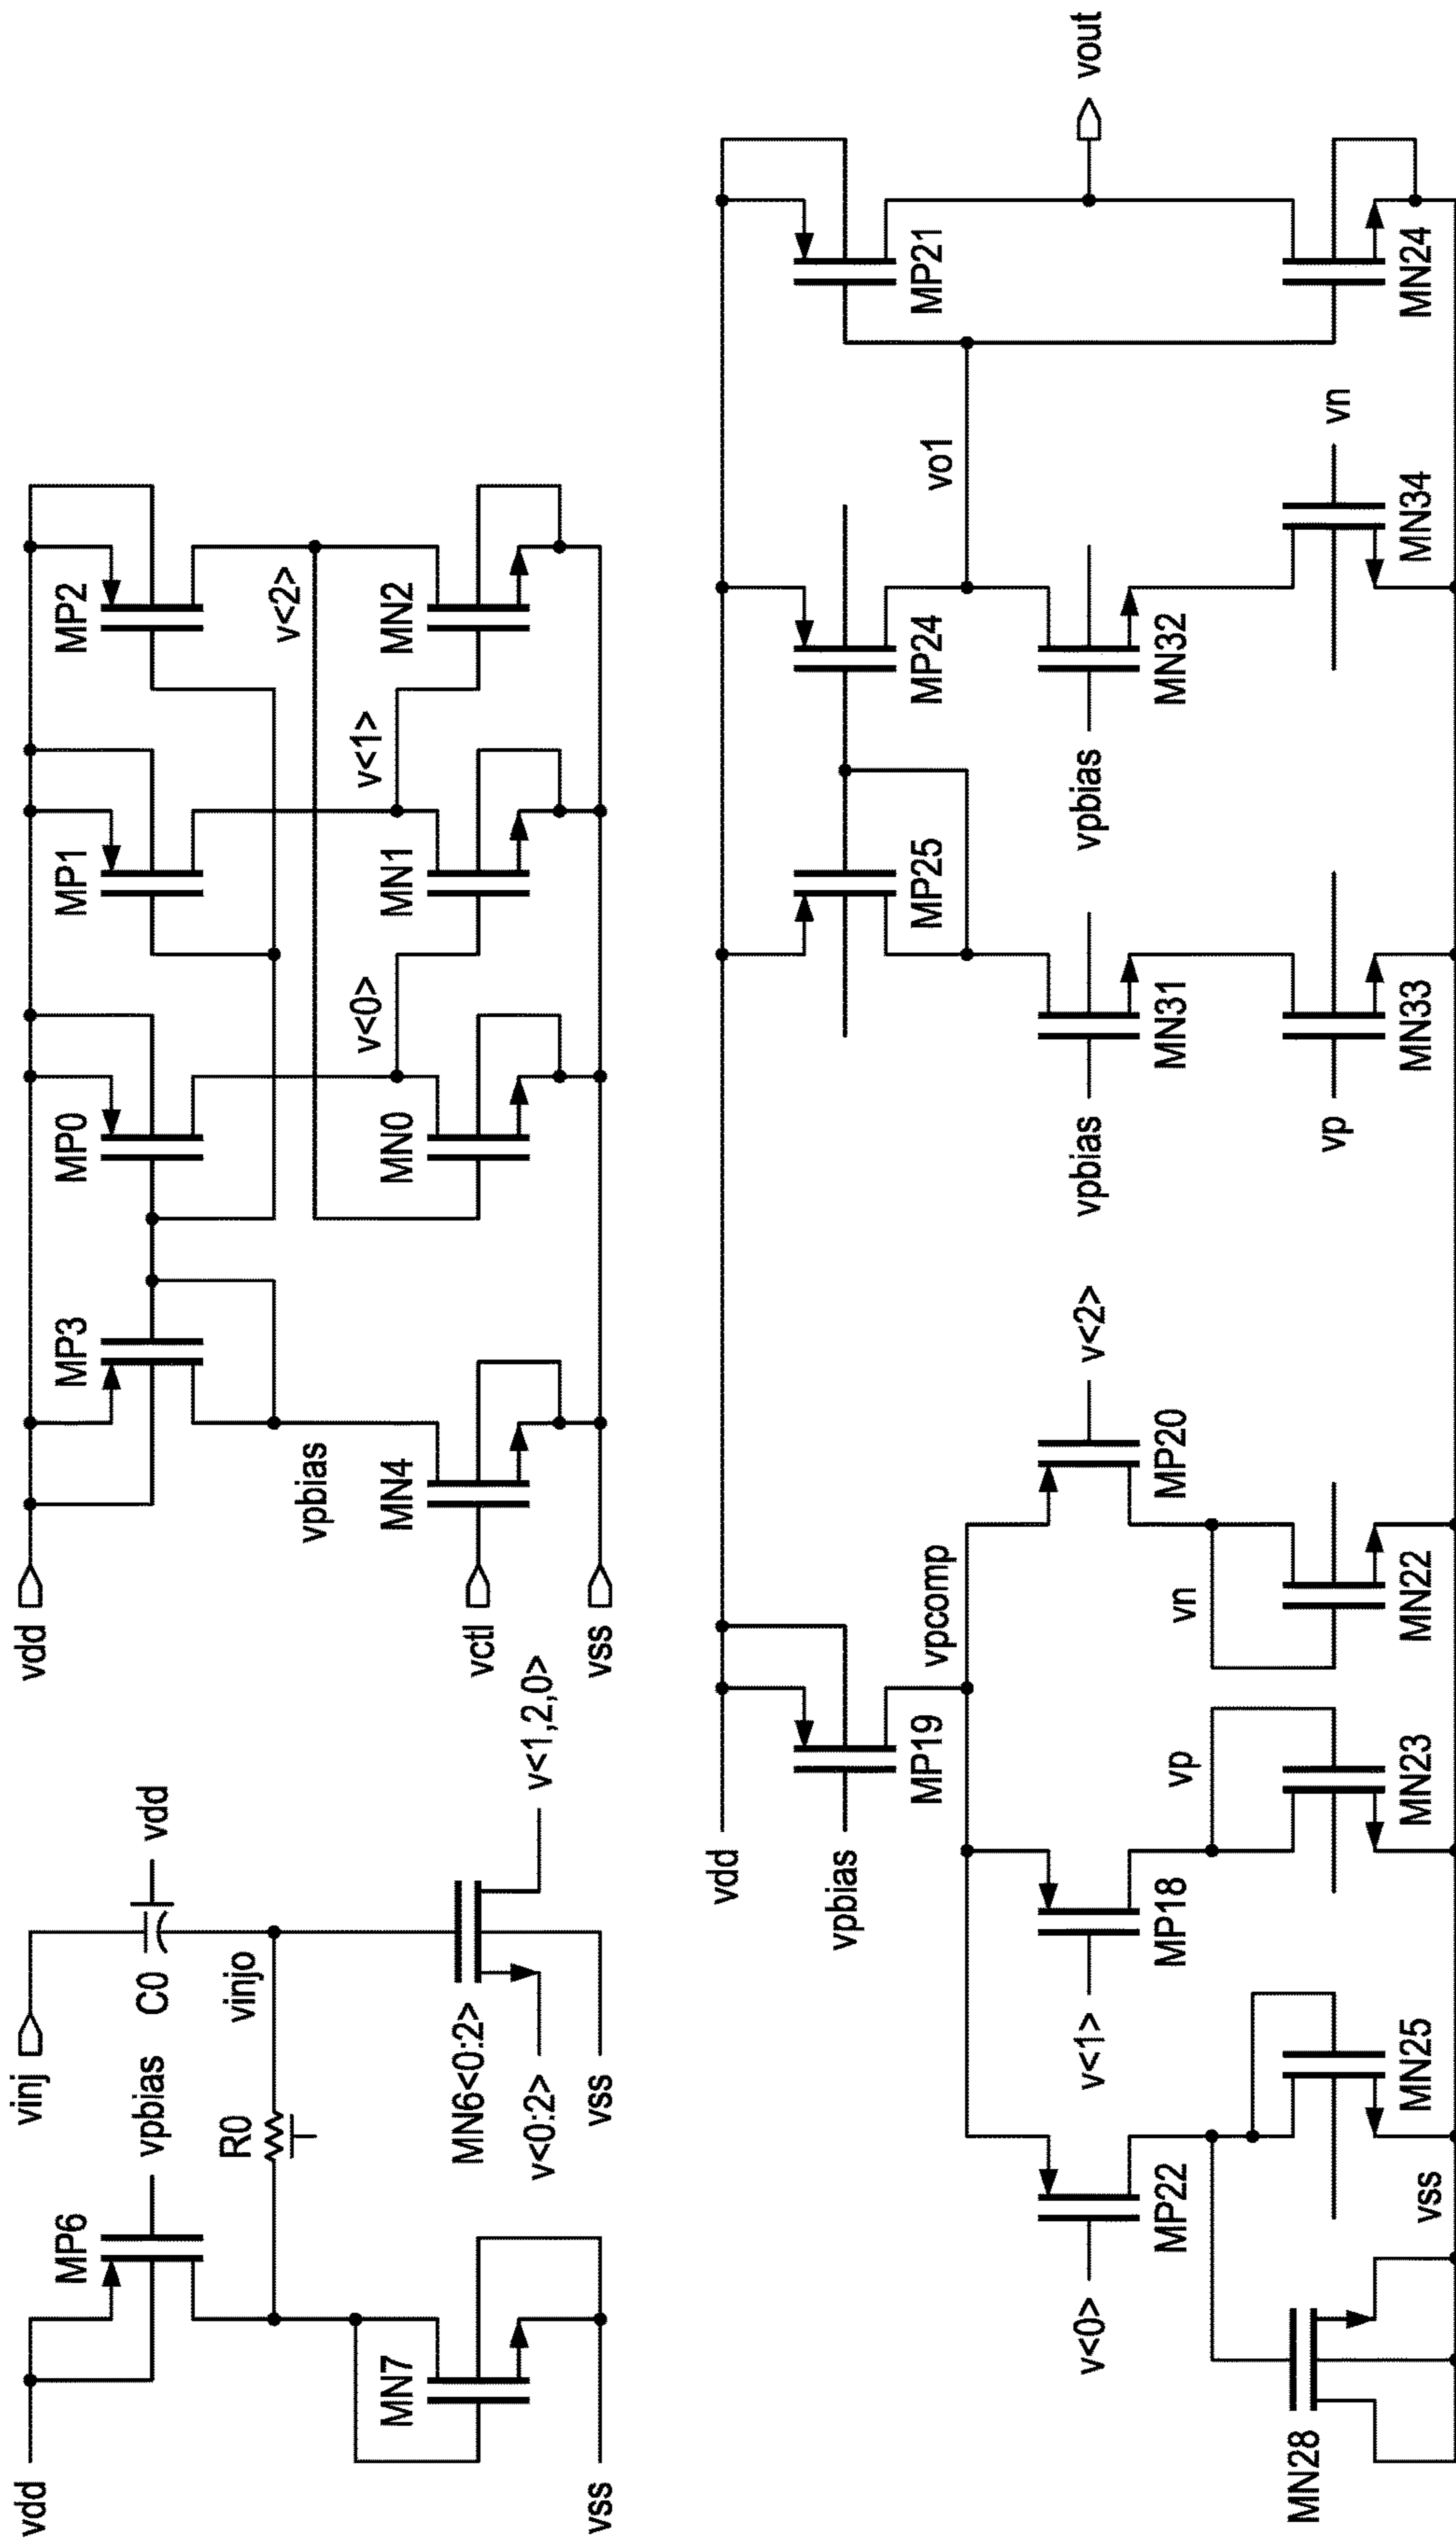 vdd
MP6
vpbias
vinj
C0
vdd
R0
vinjo
MN7
MN6<0:2>
v<1,2,0>
v<0:2>
vss
vss
vdd
MP3
MP0
MP1
MP2
vpbias
v<0>
v<1>
v<2>
vctl
MN4
MN0
MN1
MN2
vss
vdd
vpbias
MP19
vpcomp
MP25
MP24
MP21
vo1
vout
v<0>
MP22
v<1>
MP18
MP20
v<2>
vpbias
MN31
vpbias
MN32
vp
vn
MN28
vss
MN25
MN23
MN22
vp
MN33
MN34
vn
MN24